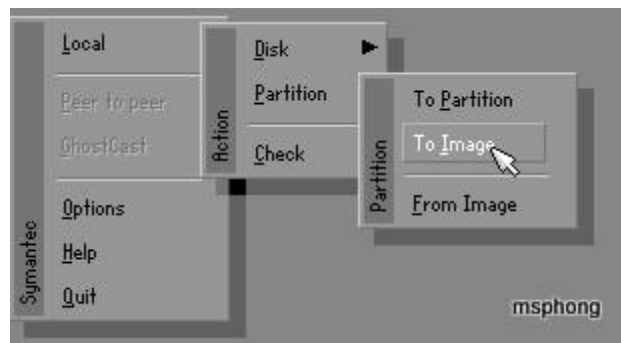 Local
Peer to peer
GhostCast
Options
Help
Quit
Symantec
Disk
Partition
Check
Action
To Partition
To Image
From Image
Partition
msphong